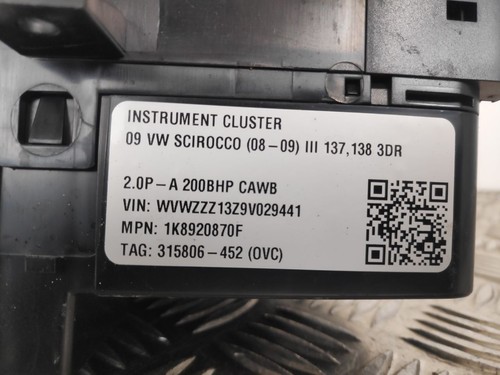 INSTRUMENT CLUSTER
09 VW SCIROCCO (08-09) III 137,138 3DR
2.0P-A 200BHP CAWB
VIN: WVWZZZ13Z9V029441
MPN: 1K8920870F
TAG: 315806-452 (OVC)